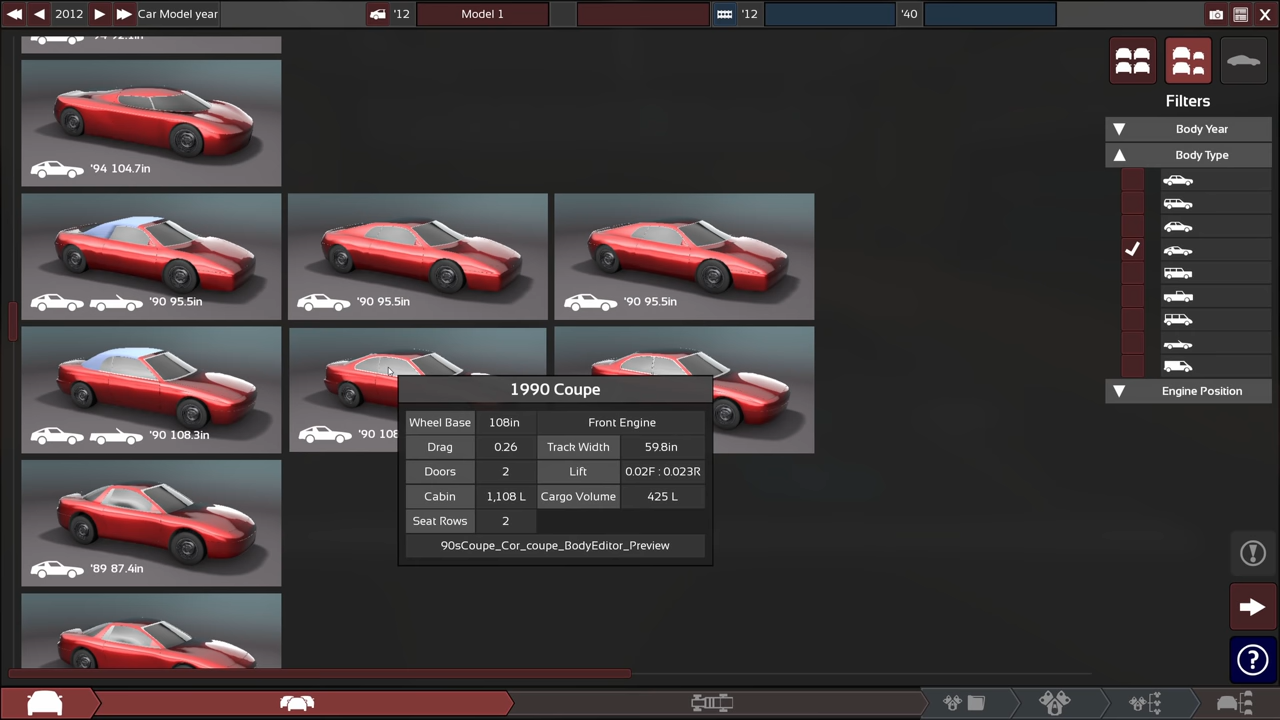 2012 Car Model year '12 Model 1 '12 '40
'94 104.7in
'90 95.5in
'90 95.5in
'90 95.5in
'90 108.3in
'90 108
'89 87.4in
1990 Coupe
Wheel Base 108in Front Engine
Drag 0.26 Track Width 59.8in
Doors 2 Lift 0.02F : 0.023R
Cabin 1,108 L Cargo Volume 425 L
Seat Rows 2
90sCoupe_Cor_coupe_BodyEditor_Preview
Filters
Body Year
Body Type
Engine Position
?